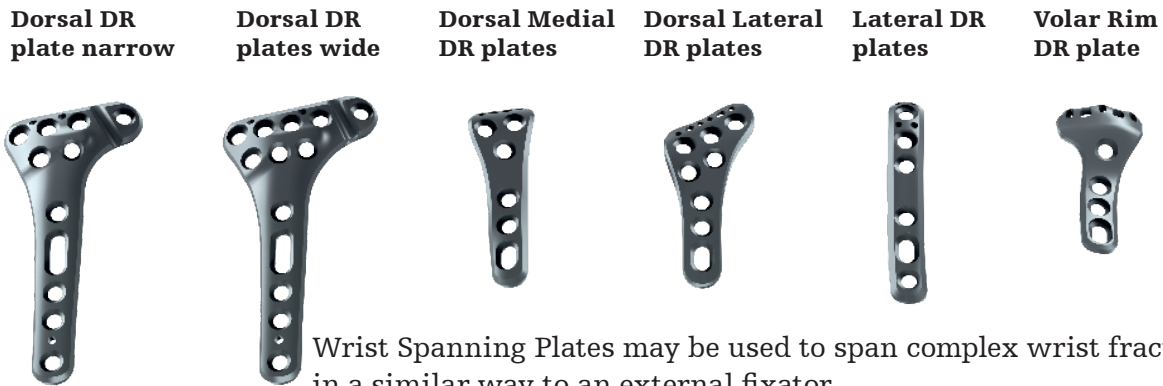 Dorsal DR
plate narrow
Dorsal DR
plates wide
Dorsal Medial
DR plates
Dorsal Lateral
DR plates
Lateral DR
plates
Volar Rim
DR plate
Wrist Spanning Plates may be used to span complex wrist
in a similar way to an external fixator